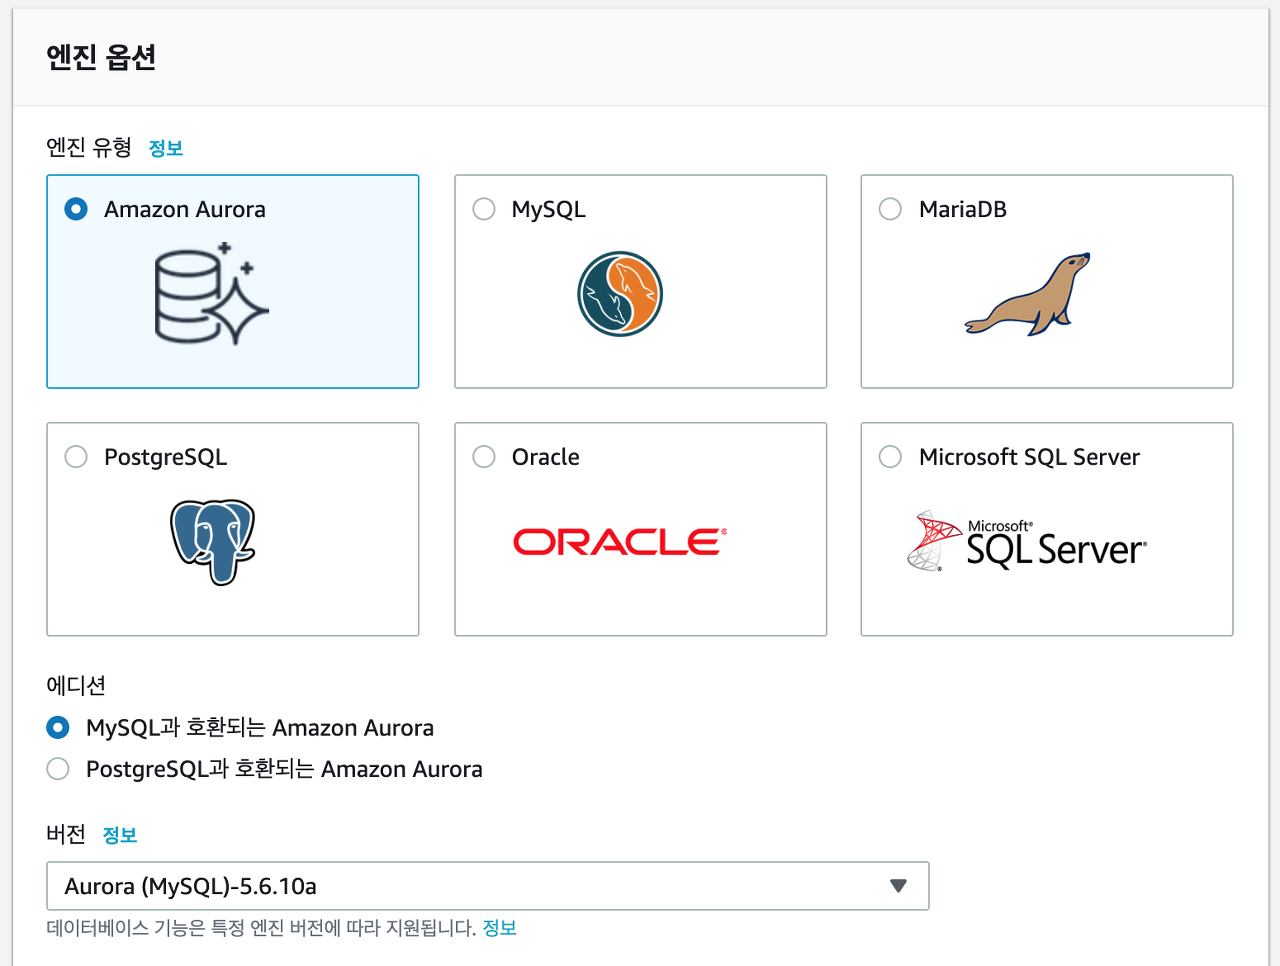 엔진 옵션
엔진 유형 정보
Amazon Aurora
MySQL
MariaDB
PostgreSQL
Oracle
Microsoft SQL Server
ORACLE®
Microsoft®
SQL Server®
에디션
MySQL과 호환되는 Amazon Aurora
PostgreSQL과 호환되는 Amazon Aurora
버전 정보
Aurora (MySQL)-5.6.10a
데이터베이스 기능은 특정 엔진 버전에 따라 지원됩니다. 정보